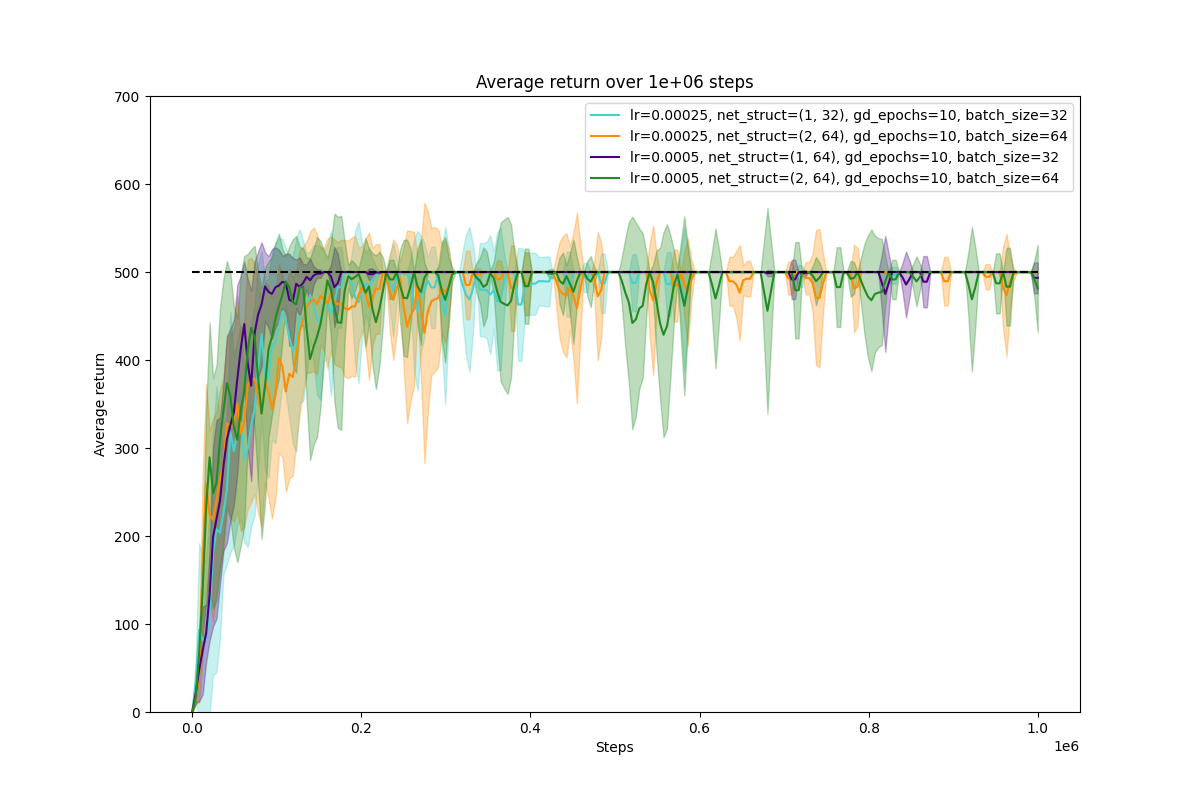 Average return over 1e+06 steps
700
600
500
400
300
200
100
0
Average return
lr=0.00025, net_struct=(1, 32), gd_epochs=10, batch_size=32
lr=0.00025, net_struct=(2, 64), gd_epochs=10, batch_size=64
lr=0.0005, net_struct=(1, 64), gd_epochs=10, batch_size=32
lr=0.0005, net_struct=(2, 64), gd_epochs=10, batch_size=64
0.0
0.2
0.4
0.6
0.8
1.0
1e6
Steps